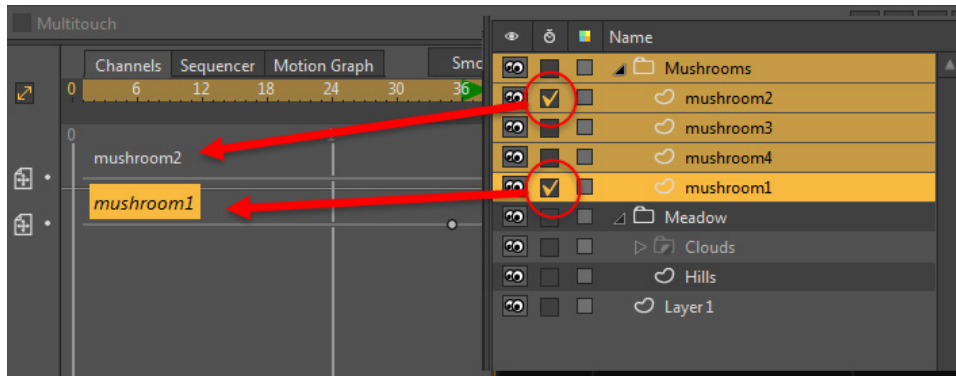 Multitouch
Channels Sequencer Motion Graph Smo
0 6 12 18 24 30 36
0
mushroom2
mushroom1
Name
Mushrooms
mushroom2
mushroom3
mushroom4
mushroom1
Meadow
Clouds
Hills
Layer 1